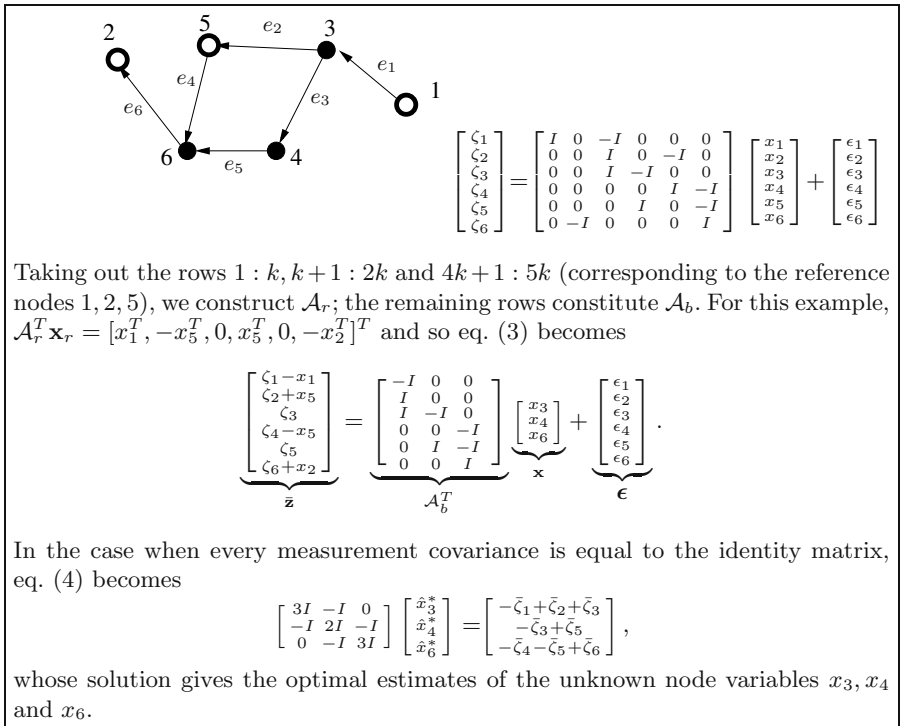 2 5 e₂ 3
e₁
e₄ 1
e₃
e₆
6 e₅ 4
[ζ₁ ζ₂ ζ₃ ζ₄ ζ₅ ζ₆] = [I 0 −I 0 0 0; 0 0 I 0 −I 0; 0 0 I −I 0 0; 0 0 0 0 I −I; 0 0 0 I 0 −I; 0 −I 0 0 0 I] [x₁ x₂ x₃ x₄ x₅ x₆] + [ϵ₁ ϵ₂ ϵ₃ ϵ₄ ϵ₅ ϵ₆]
Taking out the rows 1 : k, k+1 : 2k and 4k+1 : 5k (corresponding to the reference
nodes 1, 2, 5), we construct 𝒜_r; the remaining rows constitute 𝒜_b. For this example,
𝒜_r^T 𝐱_r = [x₁^T, −x₅^T, 0, x₅^T, 0, −x₂^T]^T and so eq. (3) becomes
[ζ₁−x₁; ζ₂+x₅; ζ₃; ζ₄−x₅; ζ₅; ζ₆+x₂] = [−I 0 0; I 0 0; I −I 0; 0 0 −I; 0 I −I; 0 0 I] [x₃; x₄; x₆] + [ϵ₁; ϵ₂; ϵ₃; ϵ₄; ϵ₅; ϵ₆] .
z̄ 𝒜_b^T 𝐱 𝛜
In the case when every measurement covariance is equal to the identity matrix,
eq. (4) becomes
[3I −I 0; −I 2I −I; 0 −I 3I] [x̂₃*; x̂₄*; x̂₆*] = [−ζ̄₁+ζ̄₂+ζ̄₃; −ζ̄₃+ζ̄₅; −ζ̄₄−ζ̄₅+ζ̄₆] ,
whose solution gives the optimal estimates of the unknown node variables x₃, x₄
and x₆.